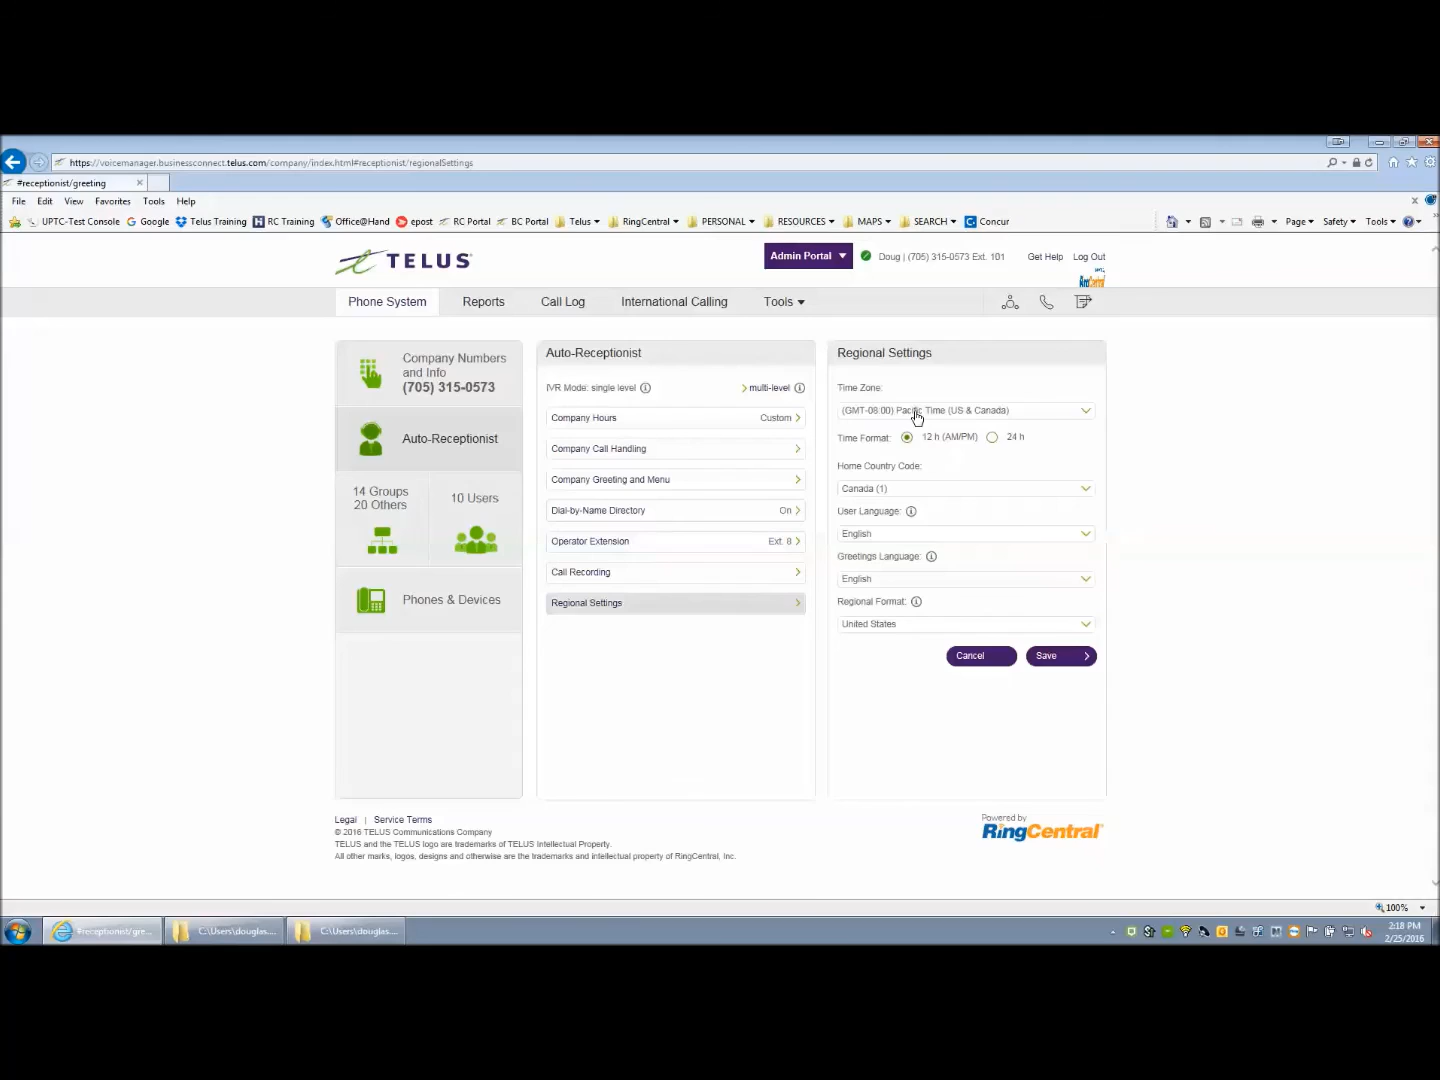 https://voicemanager.businessconnect.telus.com/company/index.html#receptionist/regionalSettings
#receptionist/greeting
File Edit View Favorites Tools Help
UPTC-Test Console Google Telus Training RC Training Office@Hand epost RC Portal BC Portal Telus RingCentral PERSONAL RESOURCES MAPS SEARCH Concur
Page Safety Tools
TELUS
Admin Portal
Doug | (705) 315-0573 Ext. 101
Get Help Log Out
Phone System Reports Call Log International Calling Tools
Company Numbers
and Info
(705) 315-0573
Auto-Receptionist
14 Groups
20 Others
10 Users
Phones & Devices
Auto-Receptionist
IVR Mode: single level multi-level
Company Hours Custom
Company Call Handling
Company Greeting and Menu
Dial-by-Name Directory On
Operator Extension Ext. 8
Call Recording
Regional Settings
Regional Settings
Time Zone:
(GMT-08:00) Pacific Time (US & Canada)
Time Format: 12 h (AM/PM) 24 h
Home Country Code:
Canada (1)
User Language:
English
Greetings Language:
English
Regional Format:
United States
Cancel Save
Legal | Service Terms
© 2016 TELUS Communications Company
TELUS and the TELUS logo are trademarks of TELUS Intellectual Property.
All other marks, logos, designs and otherwise are the trademarks and intellectual property of RingCentral, Inc.
Powered by
RingCentral
100%
#receptionist/gre... C:\Users\douglas.... C:\Users\douglas....
2:18 PM
2/25/2016